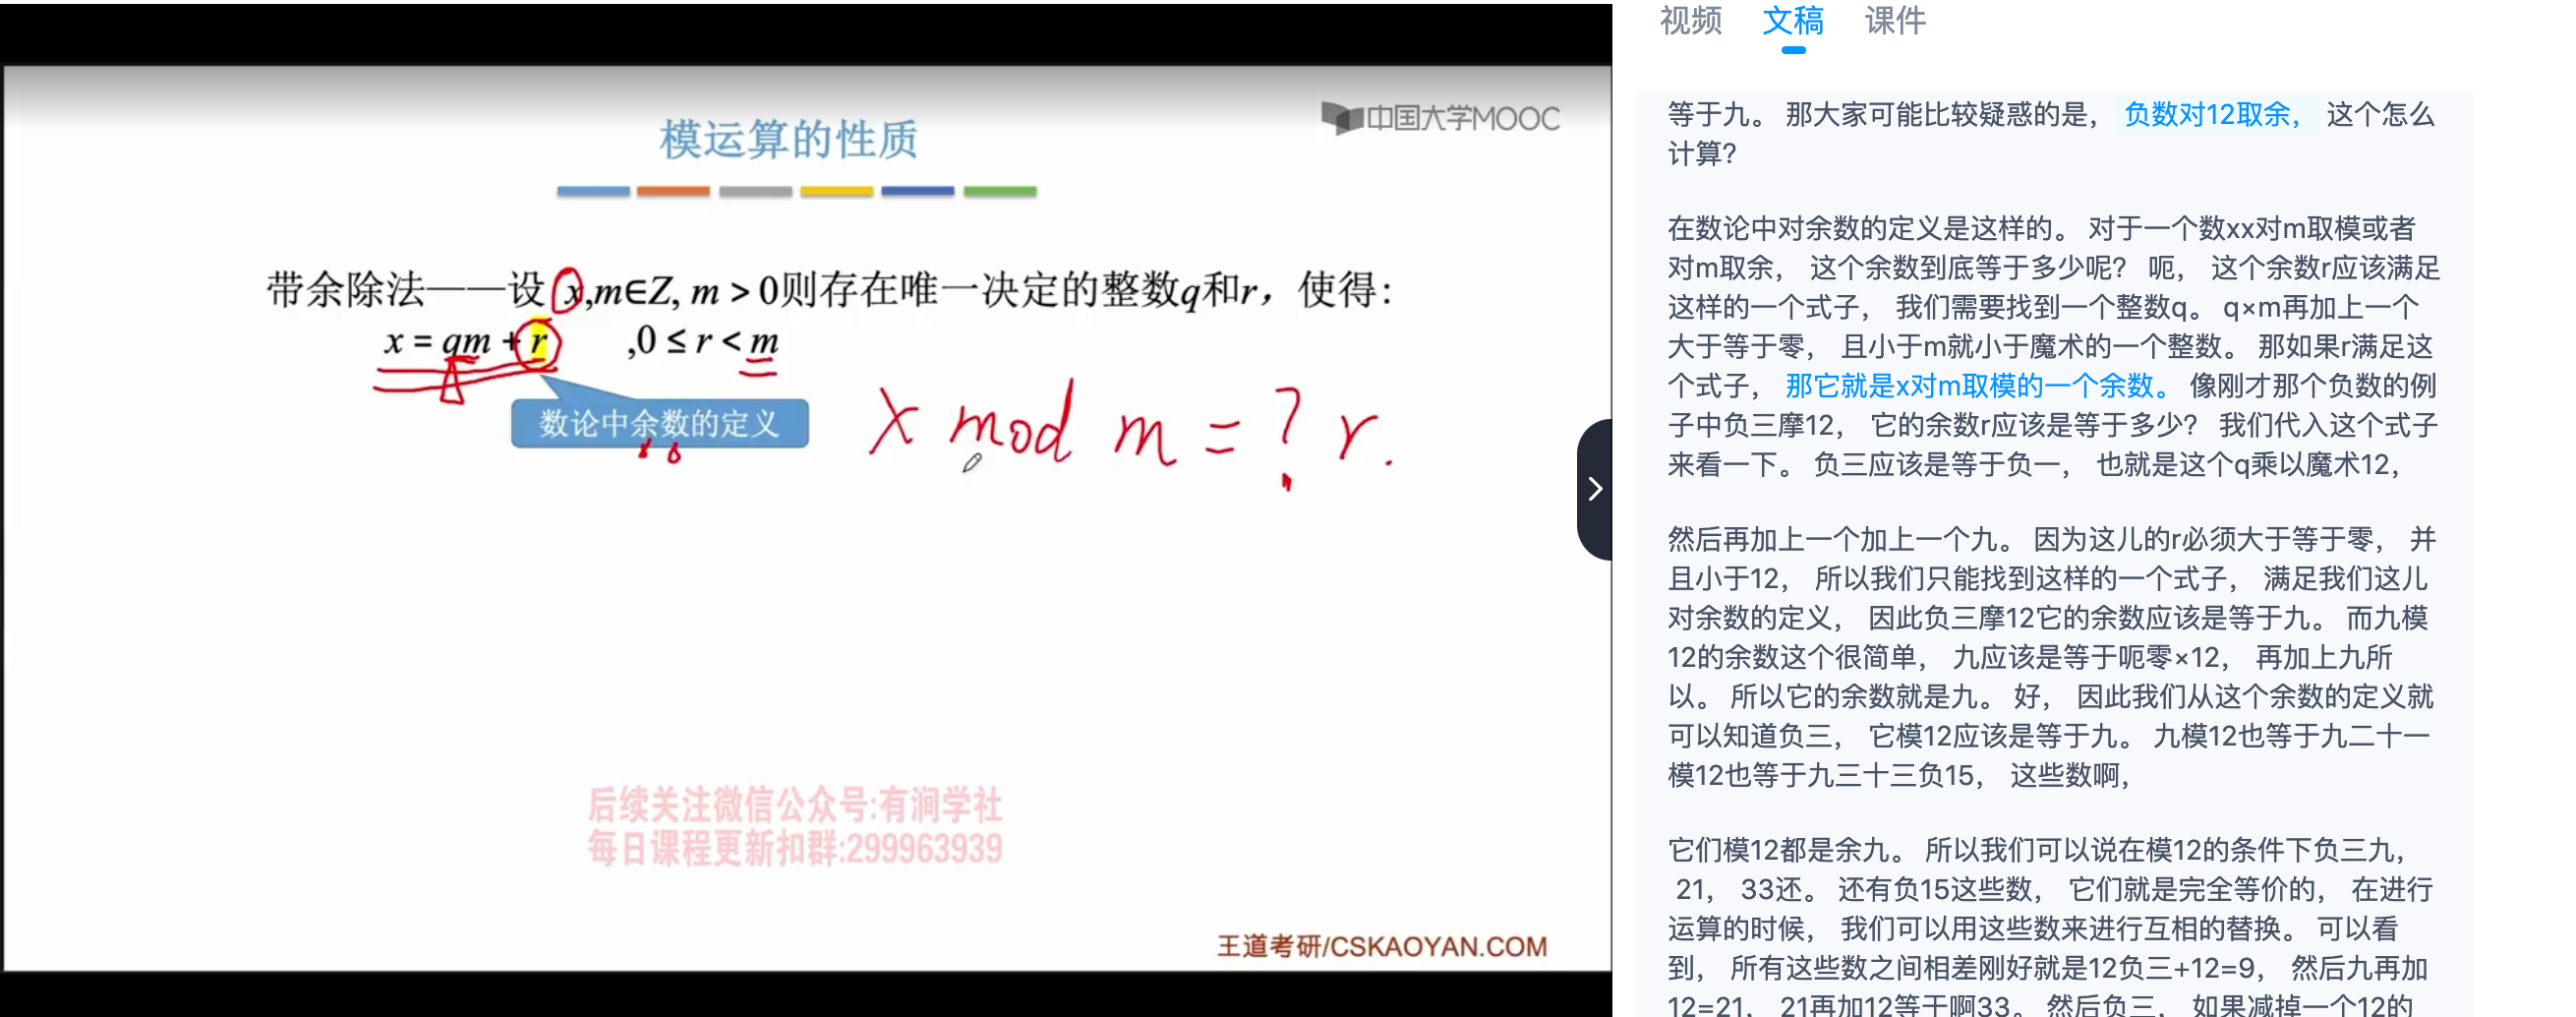 中国大学MOOC
模运算的性质
带余除法——设x,m∈Z, m > 0则存在唯一决定的整数q和r，使得：
x = qm + r ,0 ≤ r < m
数论中余数的定义
x mod m = ? r.
后续关注微信公众号:有涧学社
每日课程更新扣群:299963939
王道考研/CSKAOYAN.COM
视频 文稿 课件
等于九。 那大家可能比较疑惑的是， 负数对12取余， 这个怎么
计算？
在数论中对余数的定义是这样的。 对于一个数xx对m取模或者
对m取余， 这个余数到底等于多少呢？ 呃， 这个余数r应该满足
这样的一个式子， 我们需要找到一个整数q。 q×m再加上一个
大于等于零， 且小于m就小于魔术的一个整数。 那如果r满足这
个式子， 那它就是x对m取模的一个余数。 像刚才那个负数的例
子中负三摩12， 它的余数r应该是等于多少？ 我们代入这个式子
来看一下。 负三应该是等于负一， 也就是这个q乘以魔术12，
然后再加上一个加上一个九。 因为这儿的r必须大于等于零， 并
且小于12， 所以我们只能找到这样的一个式子， 满足我们这儿
对余数的定义， 因此负三摩12它的余数应该是等于九。 而九模
12的余数这个很简单， 九应该是等于呃零×12， 再加上九所
以。 所以它的余数就是九。 好， 因此我们从这个余数的定义就
可以知道负三， 它模12应该是等于九。 九模12也等于九二十一
模12也等于九三十三负15， 这些数啊，
它们模12都是余九。 所以我们可以说在模12的条件下负三九，
21， 33还。 还有负15这些数， 它们就是完全等价的， 在进行
运算的时候， 我们可以用这些数来进行互相的替换。 可以看
到， 所有这些数之间相差刚好就是12负三+12=9， 然后九再加
12=21， 21再加12等于啊33。 然后负三， 如果减掉一个12的